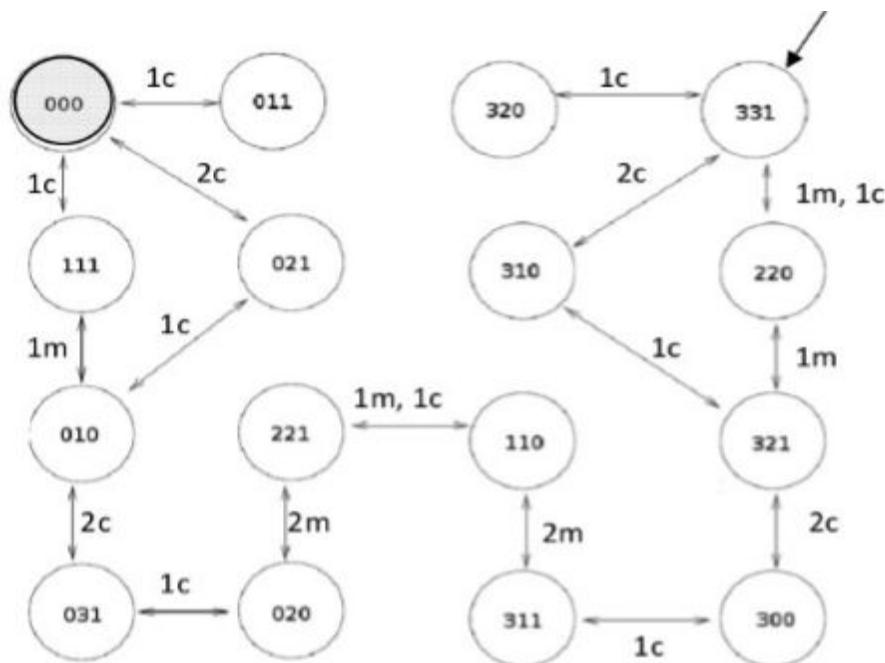 000 1c 011 320 1c 331
1c 2c 2c 1m, 1c
111 021 310 220
1m 1c 1c 1m
010 221 1m, 1c 110 321
2c 2m 2m 2c
031 1c 020 311 1c 300